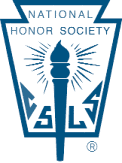 NATIONAL
HONOR SOCIETY
C S L S
®